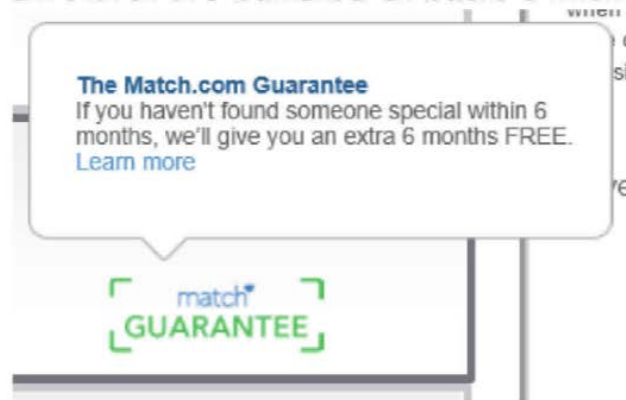 when
The Match.com Guarantee
If you haven't found someone special within 6
months, we'll give you an extra 6 months FREE.
Learn more
match
GUARANTEE